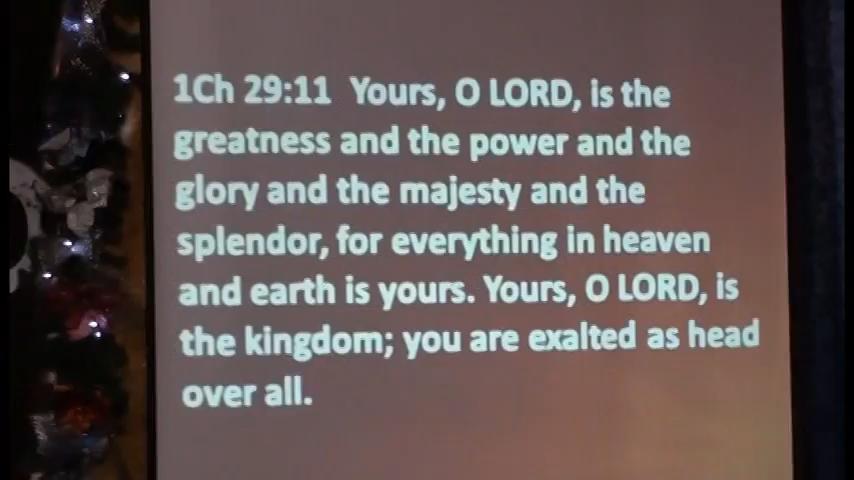 1Ch 29:11 Yours, O LORD, is the
greatness and the power and the
glory and the majesty and the
splendor, for everything in heaven
and earth is yours. Yours, O LORD, is
the kingdom; you are exalted as head
over all.